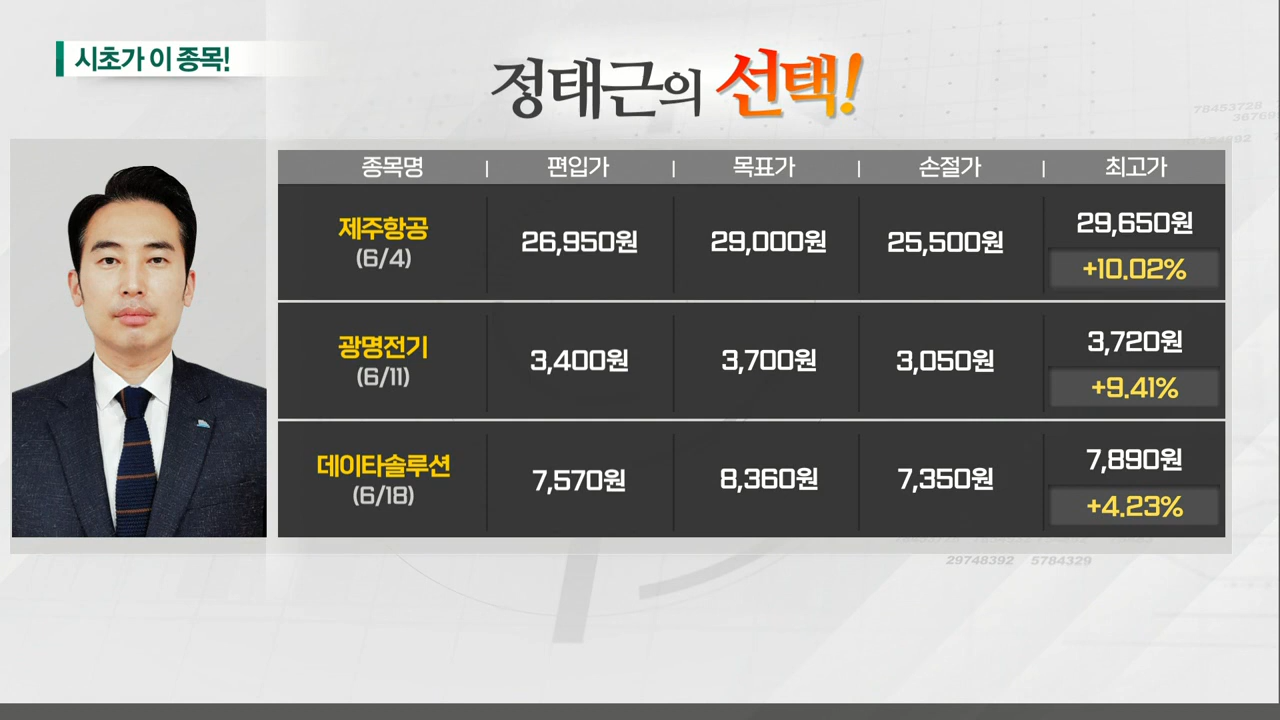 시초가 이 종목!
정태근의 선택!
종목명 | 편입가 | 목표가 | 손절가 | 최고가
제주항공 26,950원 29,000원 25,500원 29,650원
(6/4) +10.02%
광명전기 3,400원 3,700원 3,050원 3,720원
(6/11) +9.41%
데이타솔루션 7,570원 8,360원 7,350원 7,890원
(6/18) +4.23%
29748392 5784329